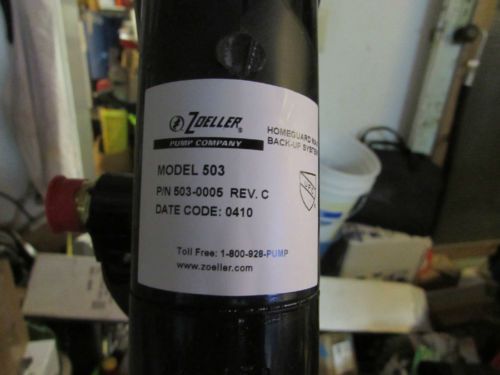 ZOELLER®
PUMP COMPANY
HOMEGUARD
BACK-UP SYSTEM
MODEL 503
P/N 503-0005 REV. C
DATE CODE: 0410
Toll Free: 1-800-928-PUMP
www.zoeller.com